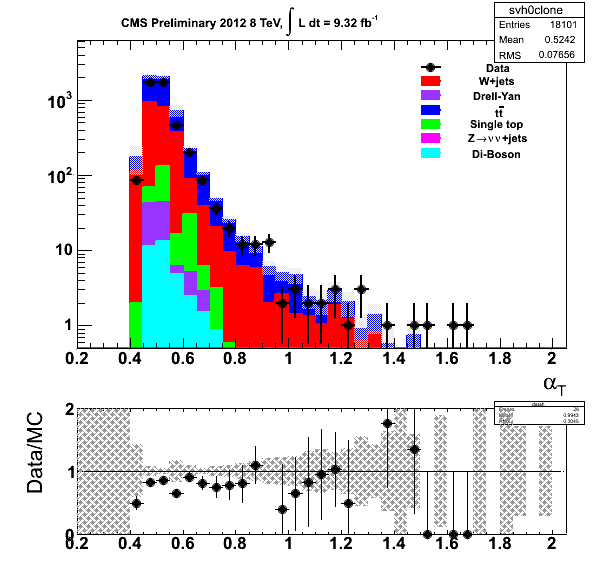 CMS Preliminary 2012 8 TeV, ∫ L dt = 9.32 fb⁻¹
svh0clone
Entries 18101
Mean 0.5242
RMS 0.07656
Data
W+jets
Drell-Yan
tt̅
Single top
Z→νν+jets
Di-Boson
10³
10²
10
1
0.2 0.4 0.6 0.8 1 1.2 1.4 1.6 1.8 2
α_T
Data/MC
2
1
0
0.2 0.4 0.6 0.8 1 1.2 1.4 1.6 1.8 2